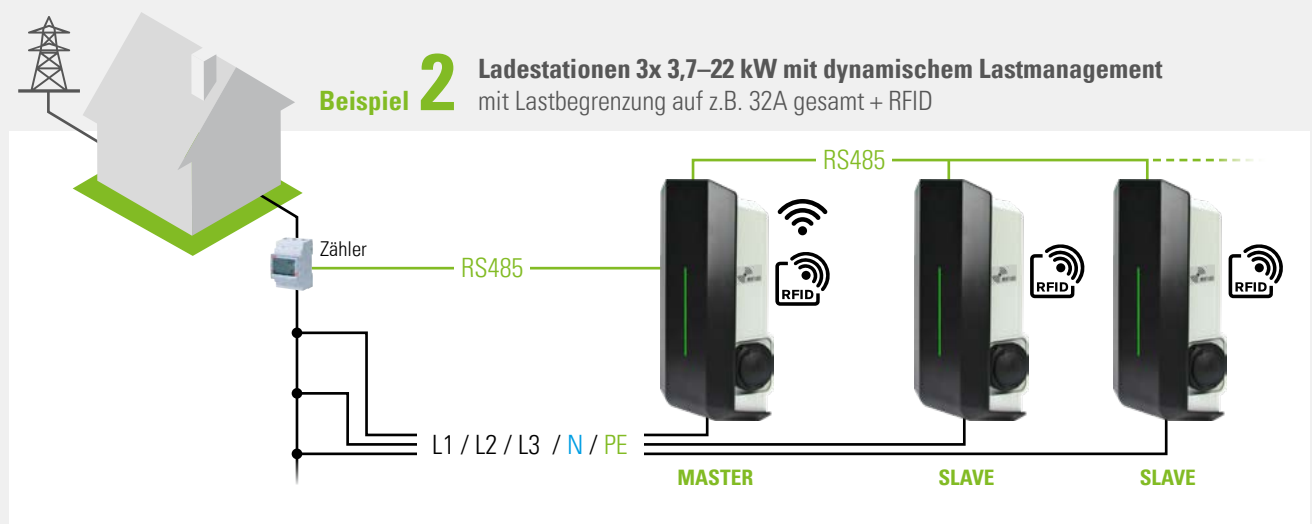 Beispiel 2
Ladestationen 3x 3,7–22 kW mit dynamischem Lastmanagement
mit Lastbegrenzung auf z.B. 32A gesamt + RFID
RS485
Zähler
RS485
RFID
RFID
RFID
L1 / L2 / L3 / N / PE
MASTER
SLAVE
SLAVE